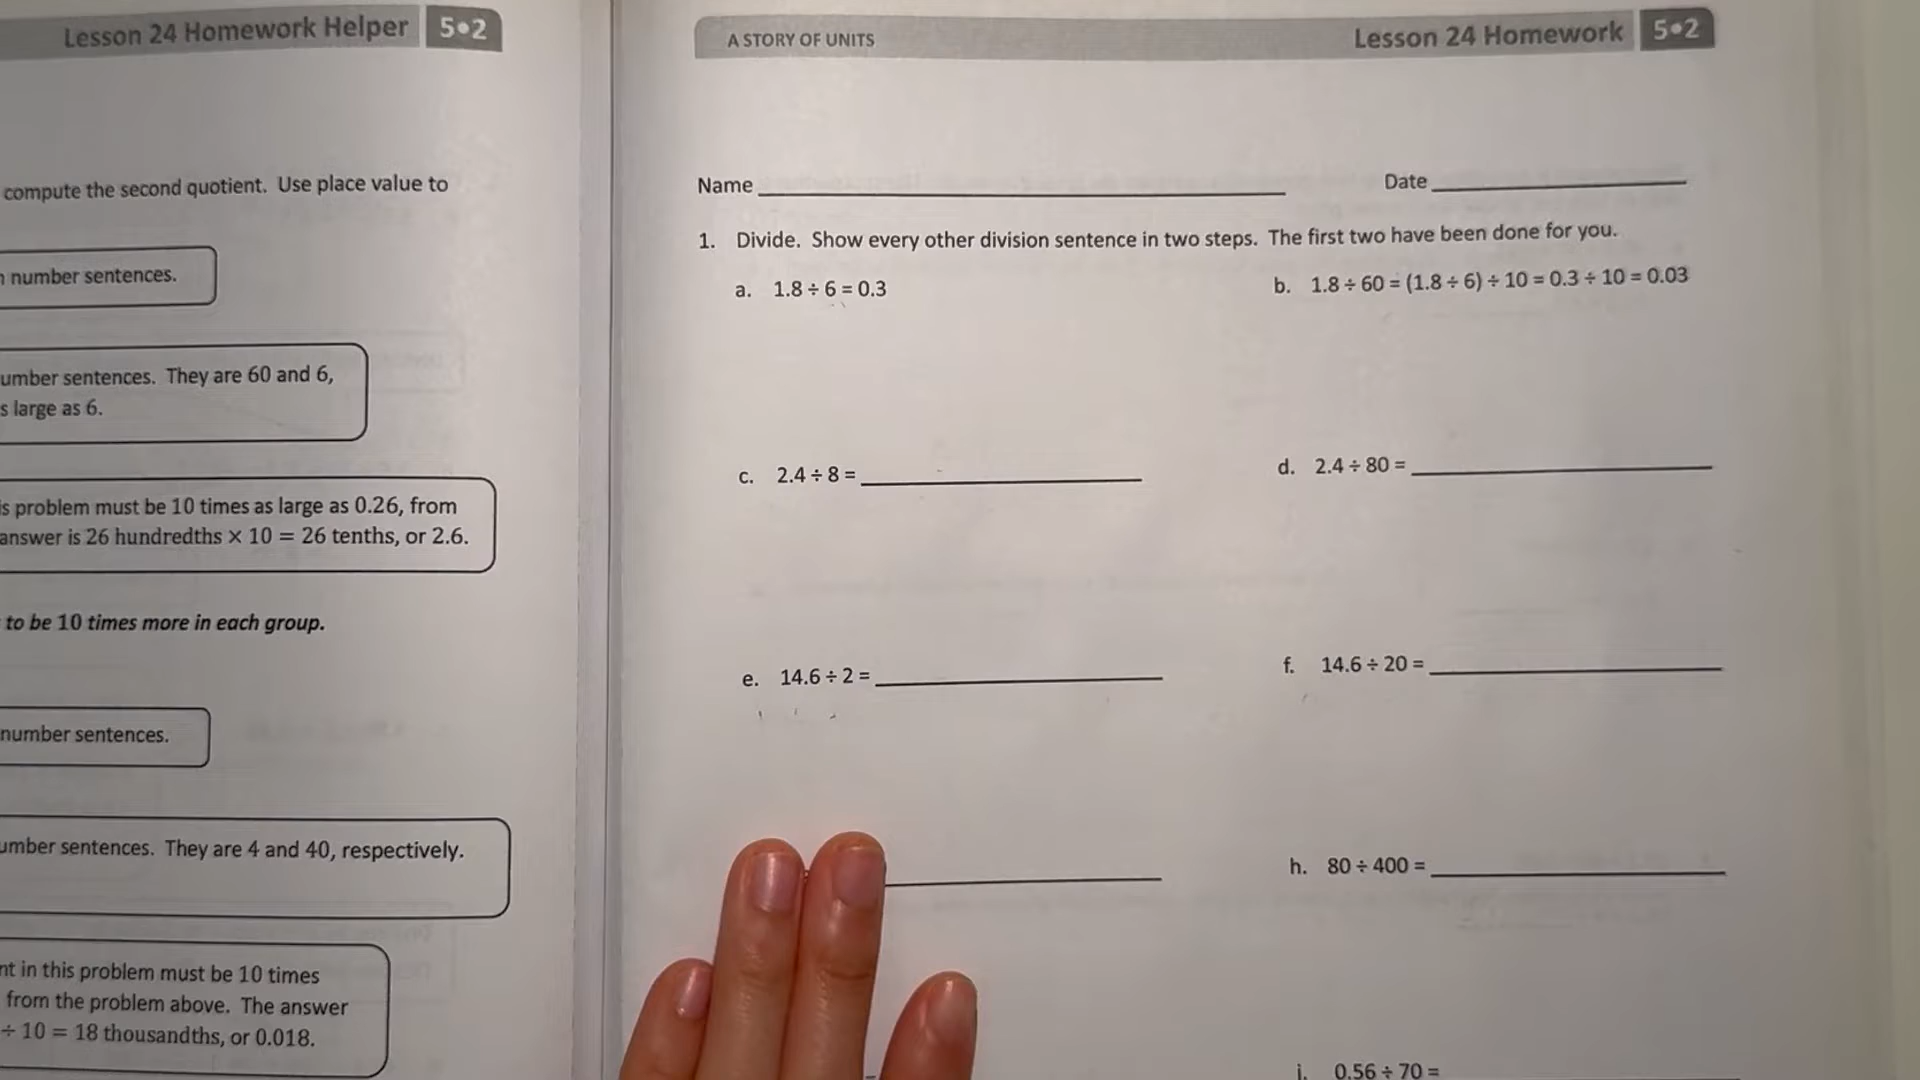 Lesson 24 Homework Helper 5•2
compute the second quotient. Use place value to
number sentences.
number sentences. They are 60 and 6,
s large as 6.
is problem must be 10 times as large as 0.26, from
answer is 26 hundredths × 10 = 26 tenths, or 2.6.
to be 10 times more in each group.
number sentences.
umber sentences. They are 4 and 40, respectively.
nt in this problem must be 10 times
from the problem above. The answer
÷ 10 = 18 thousandths, or 0.018.
A STORY OF UNITS
Lesson 24 Homework 5•2
Name
Date
1. Divide. Show every other division sentence in two steps. The first two have been done for you.
a. 1.8 ÷ 6 = 0.3
b. 1.8 ÷ 60 = (1.8 ÷ 6) ÷ 10 = 0.3 ÷ 10 = 0.03
c. 2.4 ÷ 8 =
d. 2.4 ÷ 80 =
e. 14.6 ÷ 2 =
f. 14.6 ÷ 20 =
h. 80 ÷ 400 =
j. 0.56 ÷ 70 =